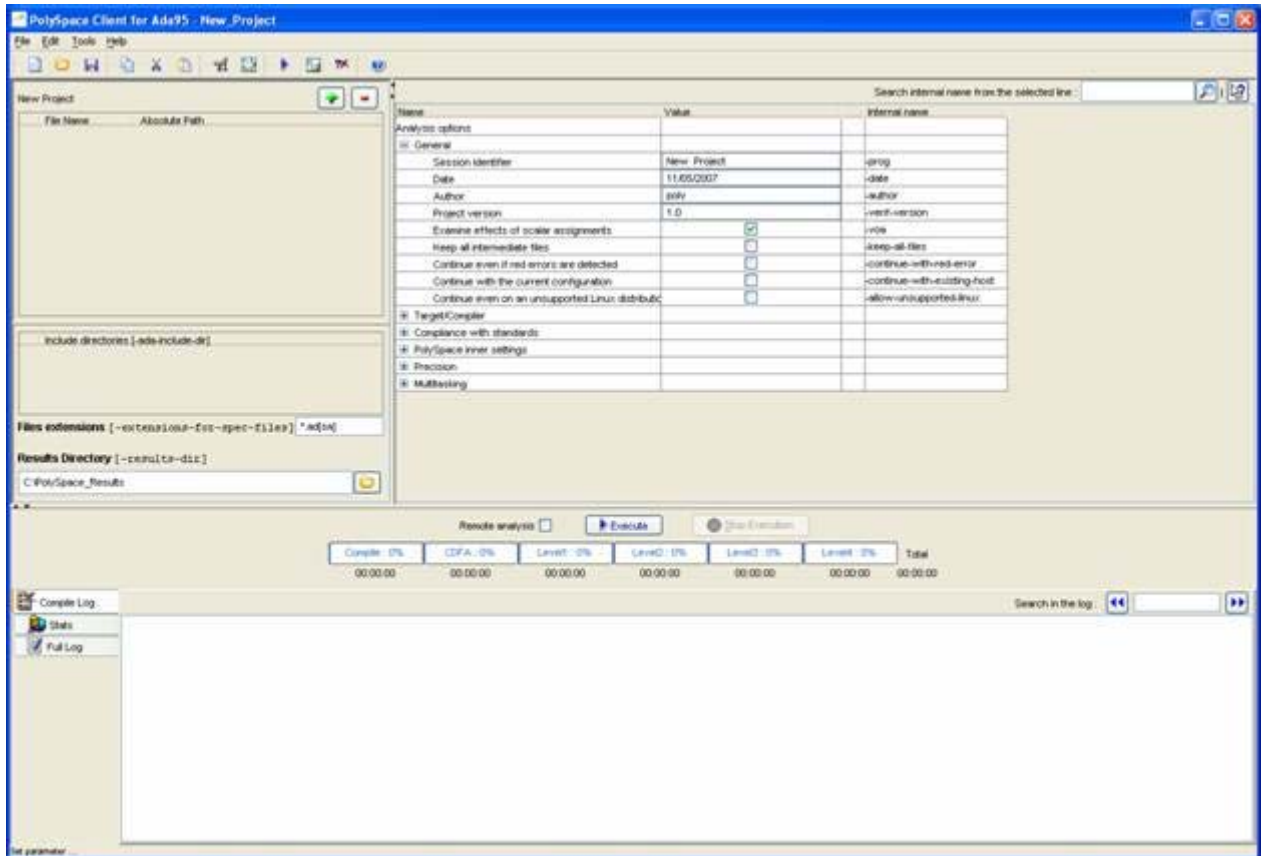 PolySpace Client for Ada95 - New_Project
File Edit Tools Help
Search internal name from the selected line :
New Project
File Name Absolute Path
Name Value Internal name
Analysis options
General
Session identifier New_Project -prog
Date 11/05/2007 -date
Author poly -author
Project version 1.0 -verif-version
Examine effects of scalar assignments -voa
Keep all intermediate files -keep-all-files
Continue even if red errors are detected -continue-with-red-error
Continue with the current configuration -continue-with-existing-host
Continue even on an unsupported Linux distributic -allow-unsupported-linux
Target/Compiler
Compliance with standards
PolySpace inner settings
Precision
Multitasking
Include directories [-ada-include-dir]
Files extensions [-extensions-for-spec-files] *.ad[sa]
Results Directory [-results-dir]
C:\PolySpace_Results
Remote analysis Execute Stop Execution
Compile : 0% CDFA : 0% Level1 : 0% Level2 : 0% Level3 : 0% Level4 : 0% Total
00:00:00 00:00:00 00:00:00 00:00:00 00:00:00 00:00:00 00:00:00
Compile Log Search in the log :
Stats
Full Log
Set parameter ...